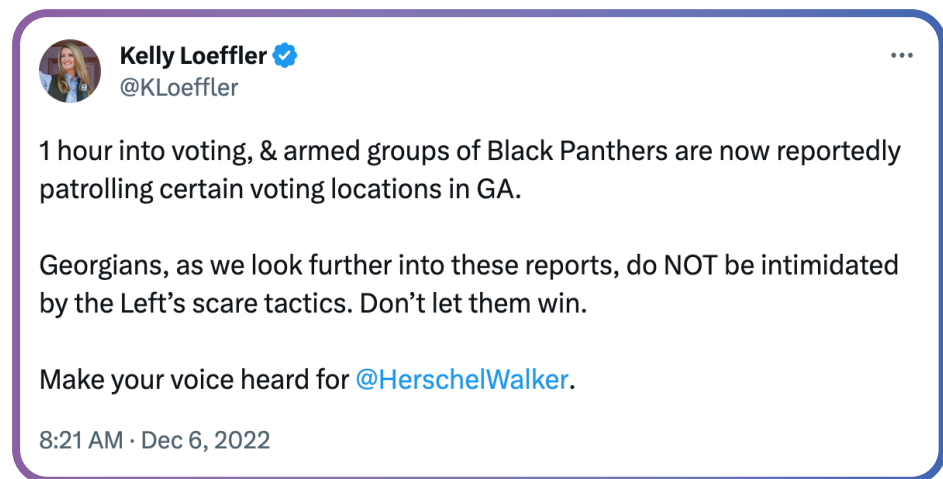 Kelly Loeffler
@KLoeffler
1 hour into voting, & armed groups of Black Panthers are now reportedly
patrolling certain voting locations in GA.
Georgians, as we look further into these reports, do NOT be intimidated
by the Left’s scare tactics. Don’t let them win.
Make your voice heard for @HerschelWalker.
8:21 AM · Dec 6, 2022